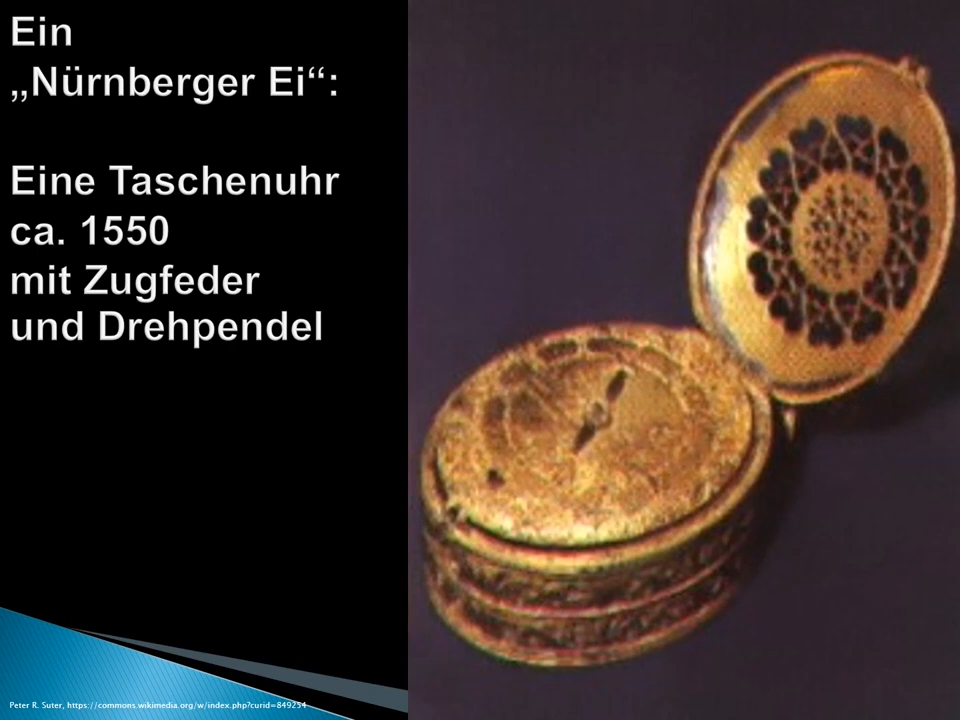 Ein
„Nürnberger Ei“:
Eine Taschenuhr
ca. 1550
mit Zugfeder
und Drehpendel
Peter R. Suter, https://commons.wikimedia.org/w/index.php?curid=849254